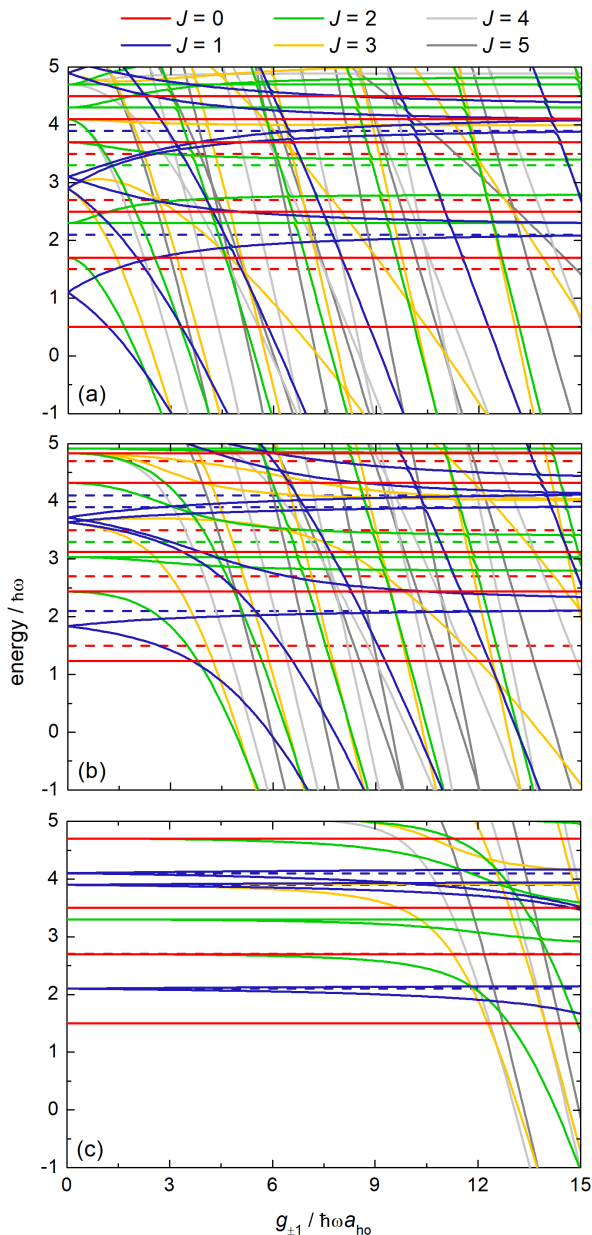 J = 0 J = 2 J = 4
J = 1 J = 3 J = 5
5
4
3
2
1
0
-1
(a)
5
4
3
2
1
0
-1
(b)
energy / ħω
5
4
3
2
1
0
-1
(c)
0 3 6 9 12 15
g±1 / ħωaho